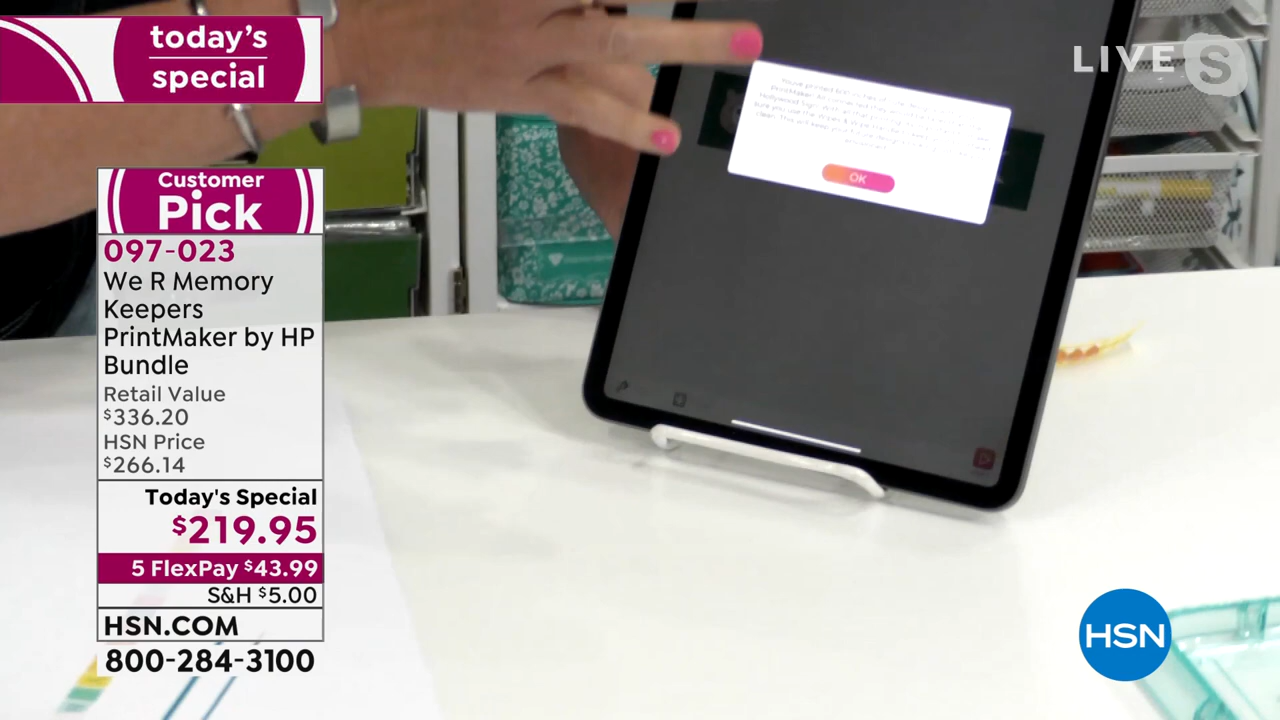 today's
special
LIVE S
Customer
Pick
097-023
We R Memory
Keepers
PrintMaker by HP
Bundle
Retail Value
$336.20
HSN Price
$266.14
Today's Special
$219.95
5 FlexPay $43.99
S&H $5.00
HSN.COM
800-284-3100
OK
HSN